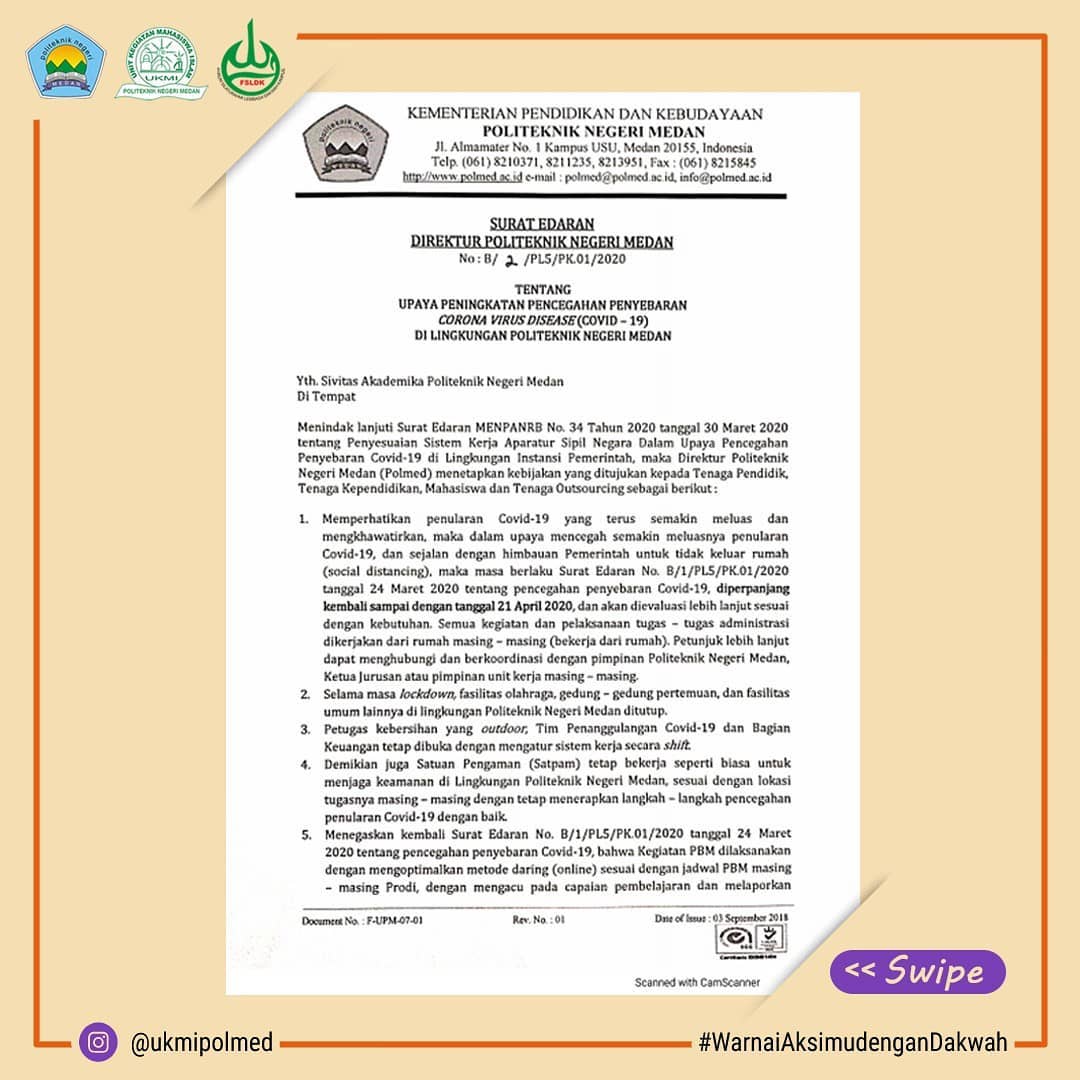 politeknik negeri
MEDAN
UNIT KEGIATAN MAHASISWA ISLAM
UKMI
POLITEKNIK NEGERI MEDAN
FSLDK
KEMENTERIAN PENDIDIKAN DAN KEBUDAYAAN
POLITEKNIK NEGERI MEDAN
Jl. Almamater No. 1 Kampus USU, Medan 20155, Indonesia
Telp. (061) 8210371, 8211235, 8213951, Fax : (061) 8215845
http://www.polmed.ac.id e-mail : polmed@polmed.ac.id, info@polmed.ac.id
politeknik negeri
MEDAN
SURAT EDARAN
DIREKTUR POLITEKNIK NEGERI MEDAN
No : B/ 2 /PL5/PK.01/2020
TENTANG
UPAYA PENINGKATAN PENCEGAHAN PENYEBARAN
CORONA VIRUS DISEASE (COVID – 19)
DI LINGKUNGAN POLITEKNIK NEGERI MEDAN
Yth. Sivitas Akademika Politeknik Negeri Medan
Di Tempat
Menindak lanjuti Surat Edaran MENPANRB No. 34 Tahun 2020 tanggal 30 Maret 2020
tentang Penyesuaian Sistem Kerja Aparatur Sipil Negara Dalam Upaya Pencegahan
Penyebaran Covid-19 di Lingkungan Instansi Pemerintah, maka Direktur Politeknik
Negeri Medan (Polmed) menetapkan kebijakan yang ditujukan kepada Tenaga Pendidik,
Tenaga Kependidikan, Mahasiswa dan Tenaga Outsourcing sebagai berikut :
1. Memperhatikan penularan Covid-19 yang terus semakin meluas dan
mengkhawatirkan, maka dalam upaya mencegah semakin meluasnya penularan
Covid-19, dan sejalan dengan himbauan Pemerintah untuk tidak keluar rumah
(social distancing), maka masa berlaku Surat Edaran No. B/1/PL5/PK.01/2020
tanggal 24 Maret 2020 tentang pencegahan penyebaran Covid-19, diperpanjang
kembali sampai dengan tanggal 21 April 2020, dan akan dievaluasi lebih lanjut sesuai
dengan kebutuhan. Semua kegiatan dan pelaksanaan tugas – tugas administrasi
dikerjakan dari rumah masing – masing (bekerja dari rumah). Petunjuk lebih lanjut
dapat menghubungi dan berkoordinasi dengan pimpinan Politeknik Negeri Medan,
Ketua Jurusan atau pimpinan unit kerja masing – masing.
2. Selama masa lockdown, fasilitas olahraga, gedung – gedung pertemuan, dan fasilitas
umum lainnya di lingkungan Politeknik Negeri Medan ditutup.
3. Petugas kebersihan yang outdoor, Tim Penanggulangan Covid-19 dan Bagian
Keuangan tetap dibuka dengan mengatur sistem kerja secara shift.
4. Demikian juga Satuan Pengaman (Satpam) tetap bekerja seperti biasa untuk
menjaga keamanan di Lingkungan Politeknik Negeri Medan, sesuai dengan lokasi
tugasnya masing – masing dengan tetap menerapkan langkah – langkah pencegahan
penularan Covid-19 dengan baik.
5. Menegaskan kembali Surat Edaran No. B/1/PL5/PK.01/2020 tanggal 24 Maret
2020 tentang pencegahan penyebaran Covid-19, bahwa Kegiatan PBM dilaksanakan
dengan mengoptimalkan metode daring (online) sesuai dengan jadwal PBM masing
– masing Prodi, dengan mengacu pada capaian pembelajaran dan melaporkan
Document No. : F-UPM-07-01 Rev. No. : 01 Date of Issue : 03 September 2018
Scanned with CamScanner
<< Swipe
@ukmipolmed
#WarnaiAksimudenganDakwah